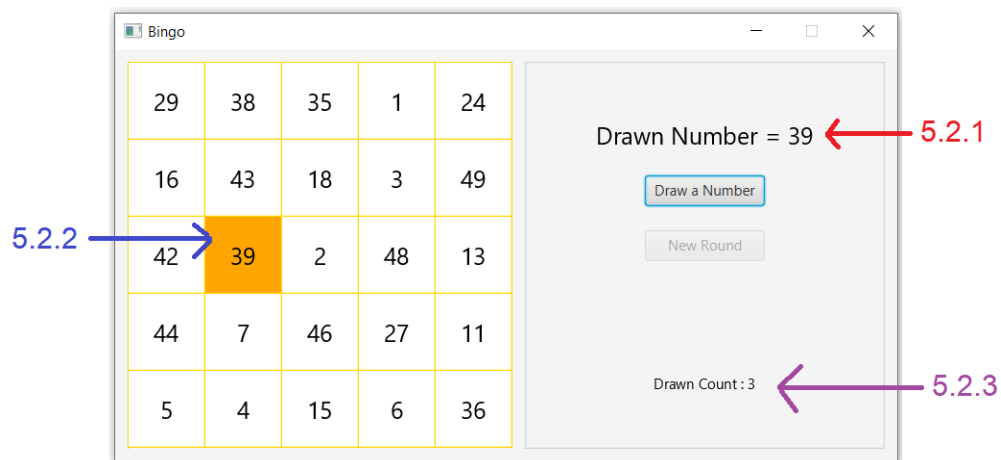 Bingo
29 38 35 1 24
Drawn Number = 39
5.2.1
16 43 18 3 49
Draw a Number
5.2.2
42 39 2 48 13
New Round
44 7 46 27 11
Drawn Count : 3
5.2.3
5 4 15 6 36